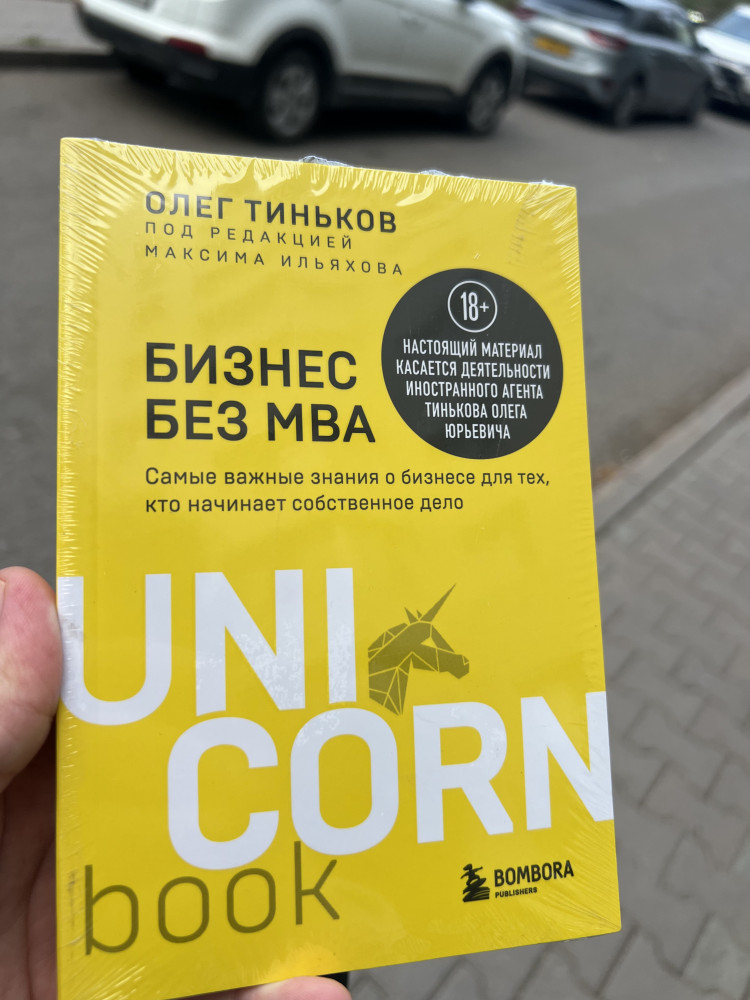 ОЛЕГ ТИНЬКОВ
ПОД РЕДАКЦИЕЙ
МАКСИМА ИЛЬЯХОВА
18+
НАСТОЯЩИЙ МАТЕРИАЛ
КАСАЕТСЯ ДЕЯТЕЛЬНОСТИ
ИНОСТРАННОГО АГЕНТА
ТИНЬКОВА ОЛЕГА
ЮРЬЕВИЧА
БИЗНЕС
БЕЗ МВА
Самые важные знания о бизнесе для тех,
кто начинает собственное дело
UNI
CORN
book
BOMBORA
PUBLISHERS